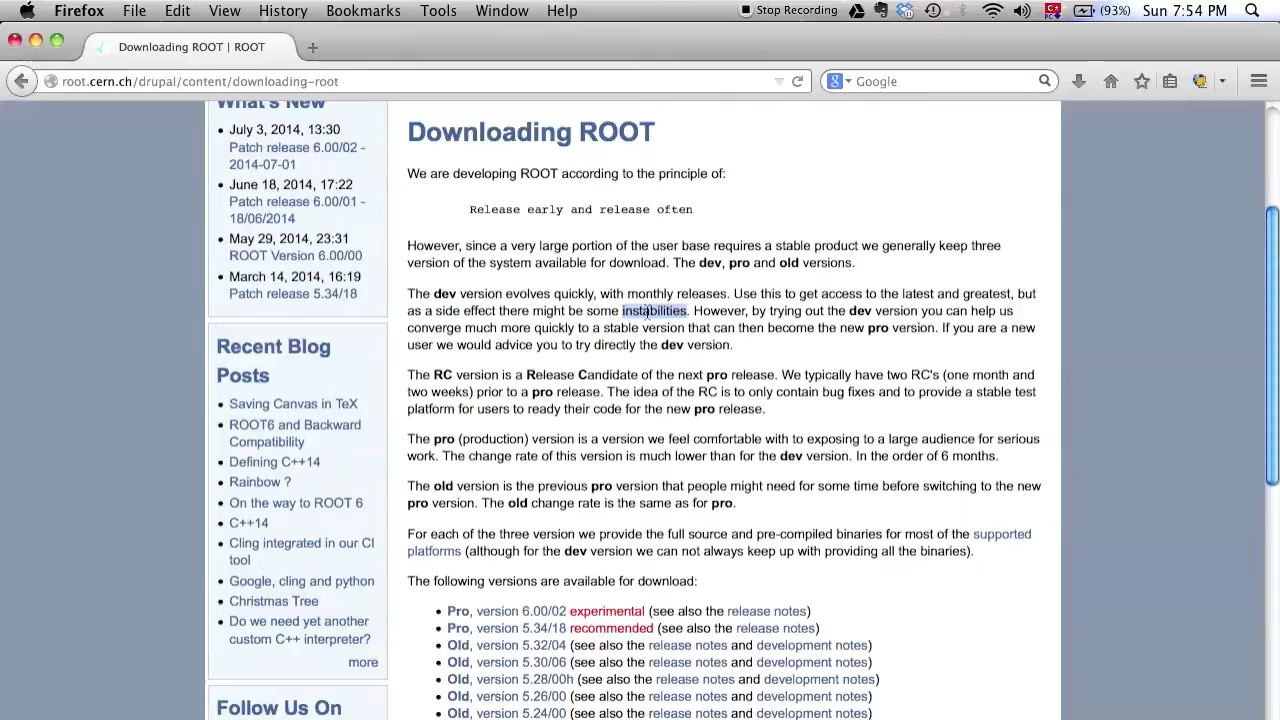 Firefox File Edit View History Bookmarks Tools Window Help Stop Recording (93%) Sun 7:54 PM
Downloading ROOT | ROOT
root.cern.ch/drupal/content/downloading-root
Google
What's New
July 3, 2014, 13:30
Patch release 6.00/02 -
2014-07-01
June 18, 2014, 17:22
Patch release 6.00/01 -
18/06/2014
May 29, 2014, 23:31
ROOT Version 6.00/00
March 14, 2014, 16:19
Patch release 5.34/18
Recent Blog
Posts
Saving Canvas in TeX
ROOT6 and Backward
Compatibility
Defining C++14
Rainbow ?
On the way to ROOT 6
C++14
Cling integrated in our CI
tool
Google, cling and python
Christmas Tree
Do we need yet another
custom C++ interpreter?
more
Follow Us On
Downloading ROOT
We are developing ROOT according to the principle of:
Release early and release often
However, since a very large portion of the user base requires a stable product we generally keep three
version of the system available for download. The dev, pro and old versions.
The dev version evolves quickly, with monthly releases. Use this to get access to the latest and greatest, but
as a side effect there might be some instabilities. However, by trying out the dev version you can help us
converge much more quickly to a stable version that can then become the new pro version. If you are a new
user we would advice you to try directly the dev version.
The RC version is a Release Candidate of the next pro release. We typically have two RC's (one month and
two weeks) prior to a pro release. The idea of the RC is to only contain bug fixes and to provide a stable test
platform for users to ready their code for the new pro release.
The pro (production) version is a version we feel comfortable with to exposing to a large audience for serious
work. The change rate of this version is much lower than for the dev version. In the order of 6 months.
The old version is the previous pro version that people might need for some time before switching to the new
pro version. The old change rate is the same as for pro.
For each of the three version we provide the full source and pre-compiled binaries for most of the supported
platforms (although for the dev version we can not always keep up with providing all the binaries).
The following versions are available for download:
Pro, version 6.00/02 experimental (see also the release notes)
Pro, version 5.34/18 recommended (see also the release notes)
Old, version 5.32/04 (see also the release notes and development notes)
Old, version 5.30/06 (see also the release notes and development notes)
Old, version 5.28/00h (see also the release notes and development notes)
Old, version 5.26/00 (see also the release notes and development notes)
Old, version 5.24/00 (see also the release notes and development notes)